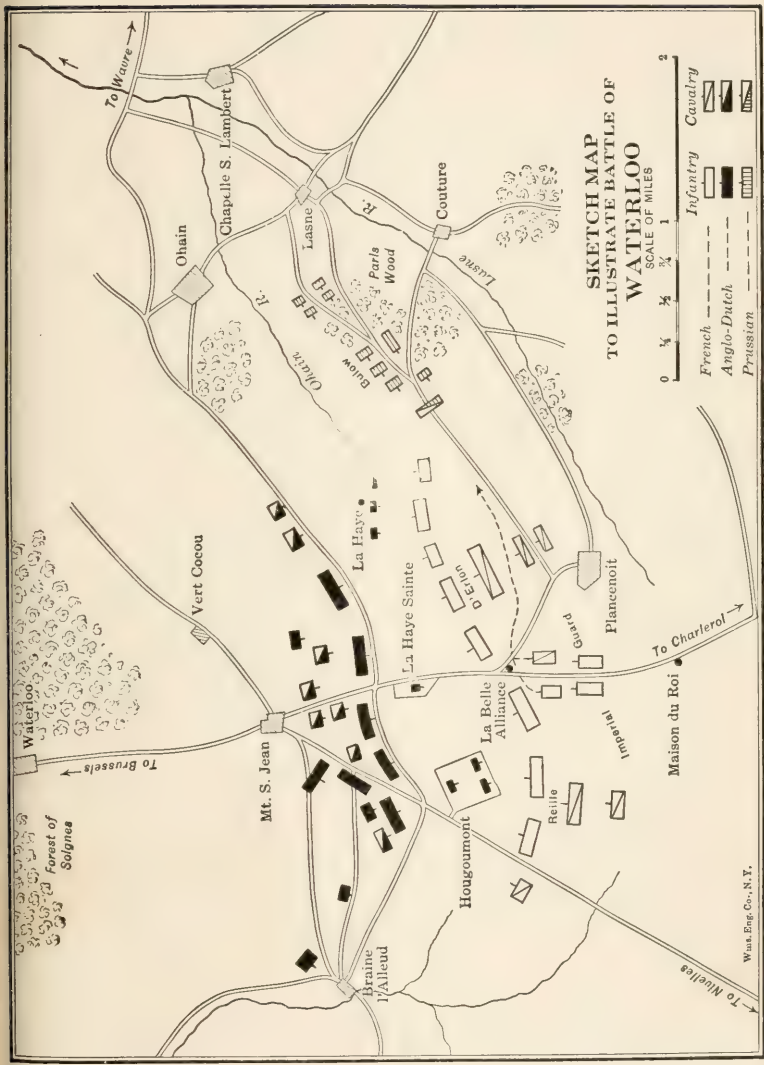 SKETCH MAP
TO ILLUSTRATE BATTLE OF
WATERLOO
SCALE OF MILES
0 ¼ ½ ¾ 1 2
Infantry Cavalry
French
Anglo-Dutch
Prussian
Waterloo
Forest of
Soignes
To Brussels
Vert Cocou
Mt. S. Jean
Braine
l'Alleud
Hougoumont
La Haye Sainte
La Haye
La Belle
Alliance
D'Erlon
Reille
Imperial
Guard
Plancenoit
Maison du Roi
To Charleroi
To Nivelles
Ohain
Ohain R.
Chapelle S. Lambert
To Wavre
Lasne
Lasne R.
Paris
Wood
Bulow
Couture
Wms. Eng. Co., N.Y.